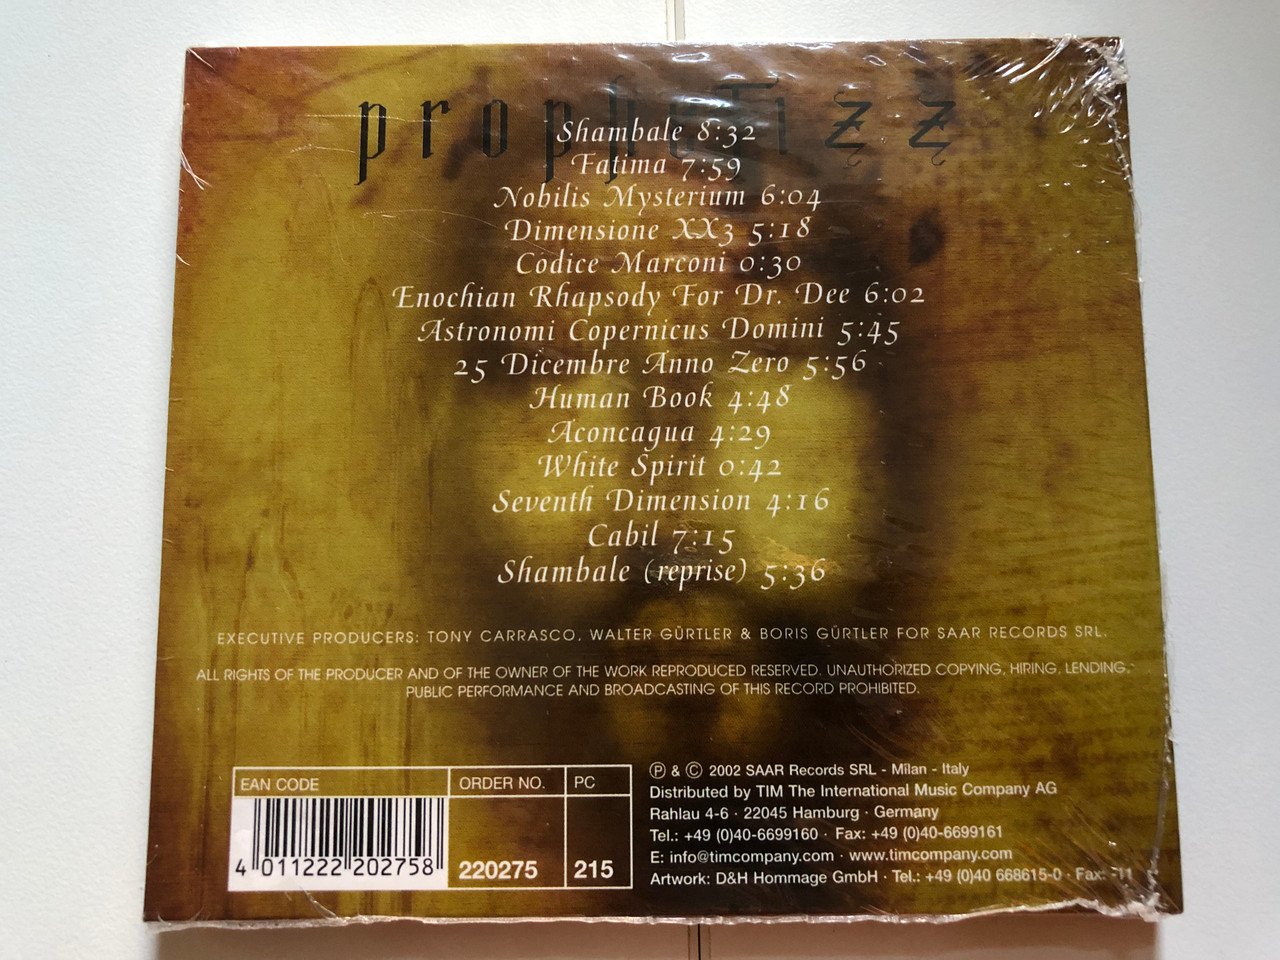 prophetizz
Shambale 8:32
Fatima 7:59
Nobilis Mysterium 6:04
Dimensione XX3 5:18
Codice Marconi 0:30
Enochian Rhapsody For Dr. Dee 6:02
Astronomi Copernicus Domini 5:45
25 Dicembre Anno Zero 5:56
Human Book 4:48
Aconcagua 4:29
White Spirit 0:42
Seventh Dimension 4:16
Cabil 7:15
Shambale (reprise) 5:36
EXECUTIVE PRODUCERS: TONY CARRASCO, WALTER GÜRTLER & BORIS GÜRTLER FOR SAAR RECORDS SRL.
ALL RIGHTS OF THE PRODUCER AND OF THE OWNER OF THE WORK REPRODUCED RESERVED. UNAUTHORIZED COPYING, HIRING, LENDING,
PUBLIC PERFORMANCE AND BROADCASTING OF THIS RECORD PROHIBITED.
EAN CODE ORDER NO. PC
4 011222 202758 220275 215
℗ & © 2002 SAAR Records SRL - Milan - Italy
Distributed by TIM The International Music Company AG
Rahlau 4-6 · 22045 Hamburg · Germany
Tel.: +49 (0)40-6699160 · Fax: +49 (0)40-6699161
E: info@timcompany.com · www.timcompany.com
Artwork: D&H Hommage GmbH · Tel.: +49 (0)40 668615-0 · Fax: